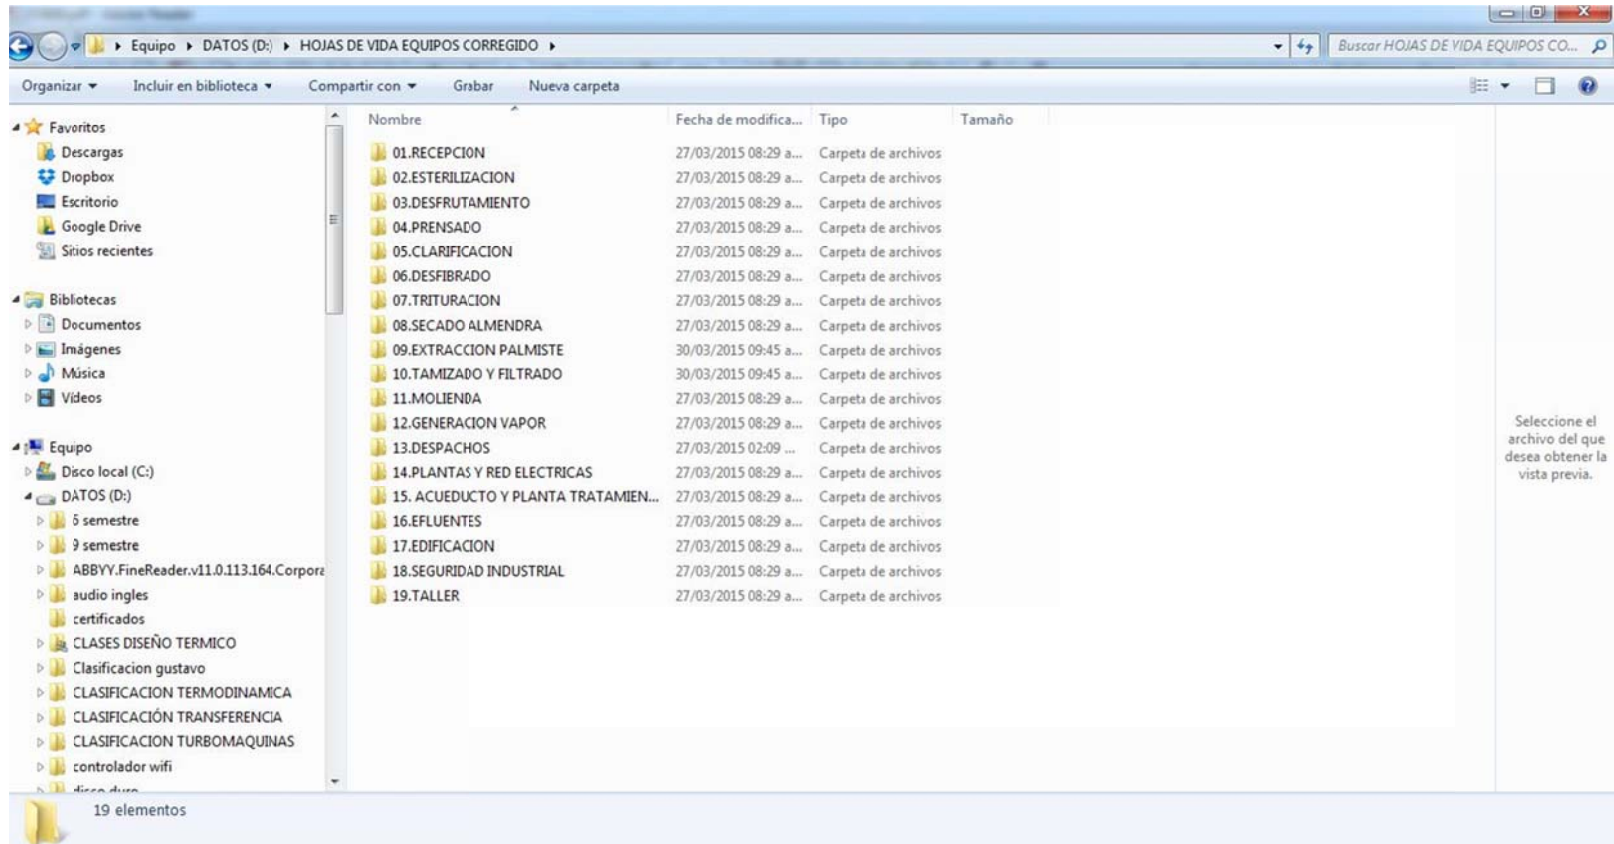 Equipo ▸ DATOS (D:) ▸ HOJAS DE VIDA EQUIPOS CORREGIDO ▸
Buscar HOJAS DE VIDA EQUIPOS CO...
Organizar Incluir en biblioteca Compartir con Grabar Nueva carpeta
Favoritos
Descargas
Dropbox
Escritorio
Google Drive
Sitios recientes
Bibliotecas
Documentos
Imágenes
Música
Vídeos
Equipo
Disco local (C:)
DATOS (D:)
6 semestre
9 semestre
ABBYY.FineReader.v11.0.113.164.Corpora
audio ingles
certificados
CLASES DISEÑO TERMICO
Clasificacion gustavo
CLASIFICACION TERMODINAMICA
CLASIFICACIÓN TRANSFERENCIA
CLASIFICACION TURBOMAQUINAS
controlador wifi
disco duro
Nombre Fecha de modifica... Tipo Tamaño
01.RECEPCION 27/03/2015 08:29 a... Carpeta de archivos
02.ESTERILIZACION 27/03/2015 08:29 a... Carpeta de archivos
03.DESFRUTAMIENTO 27/03/2015 08:29 a... Carpeta de archivos
04.PRENSADO 27/03/2015 08:29 a... Carpeta de archivos
05.CLARIFICACION 27/03/2015 08:29 a... Carpeta de archivos
06.DESFIBRADO 27/03/2015 08:29 a... Carpeta de archivos
07.TRITURACION 27/03/2015 08:29 a... Carpeta de archivos
08.SECADO ALMENDRA 27/03/2015 08:29 a... Carpeta de archivos
09.EXTRACCION PALMISTE 30/03/2015 09:45 a... Carpeta de archivos
10.TAMIZADO Y FILTRADO 30/03/2015 09:45 a... Carpeta de archivos
11.MOLIENDA 27/03/2015 08:29 a... Carpeta de archivos
12.GENERACION VAPOR 27/03/2015 08:29 a... Carpeta de archivos
13.DESPACHOS 27/03/2015 02:09 ... Carpeta de archivos
14.PLANTAS Y RED ELECTRICAS 27/03/2015 08:29 a... Carpeta de archivos
15. ACUEDUCTO Y PLANTA TRATAMIEN... 27/03/2015 08:29 a... Carpeta de archivos
16.EFLUENTES 27/03/2015 08:29 a... Carpeta de archivos
17.EDIFICACION 27/03/2015 08:29 a... Carpeta de archivos
18.SEGURIDAD INDUSTRIAL 27/03/2015 08:29 a... Carpeta de archivos
19.TALLER 27/03/2015 08:29 a... Carpeta de archivos
Seleccione el
archivo del que
desea obtener la
vista previa.
19 elementos